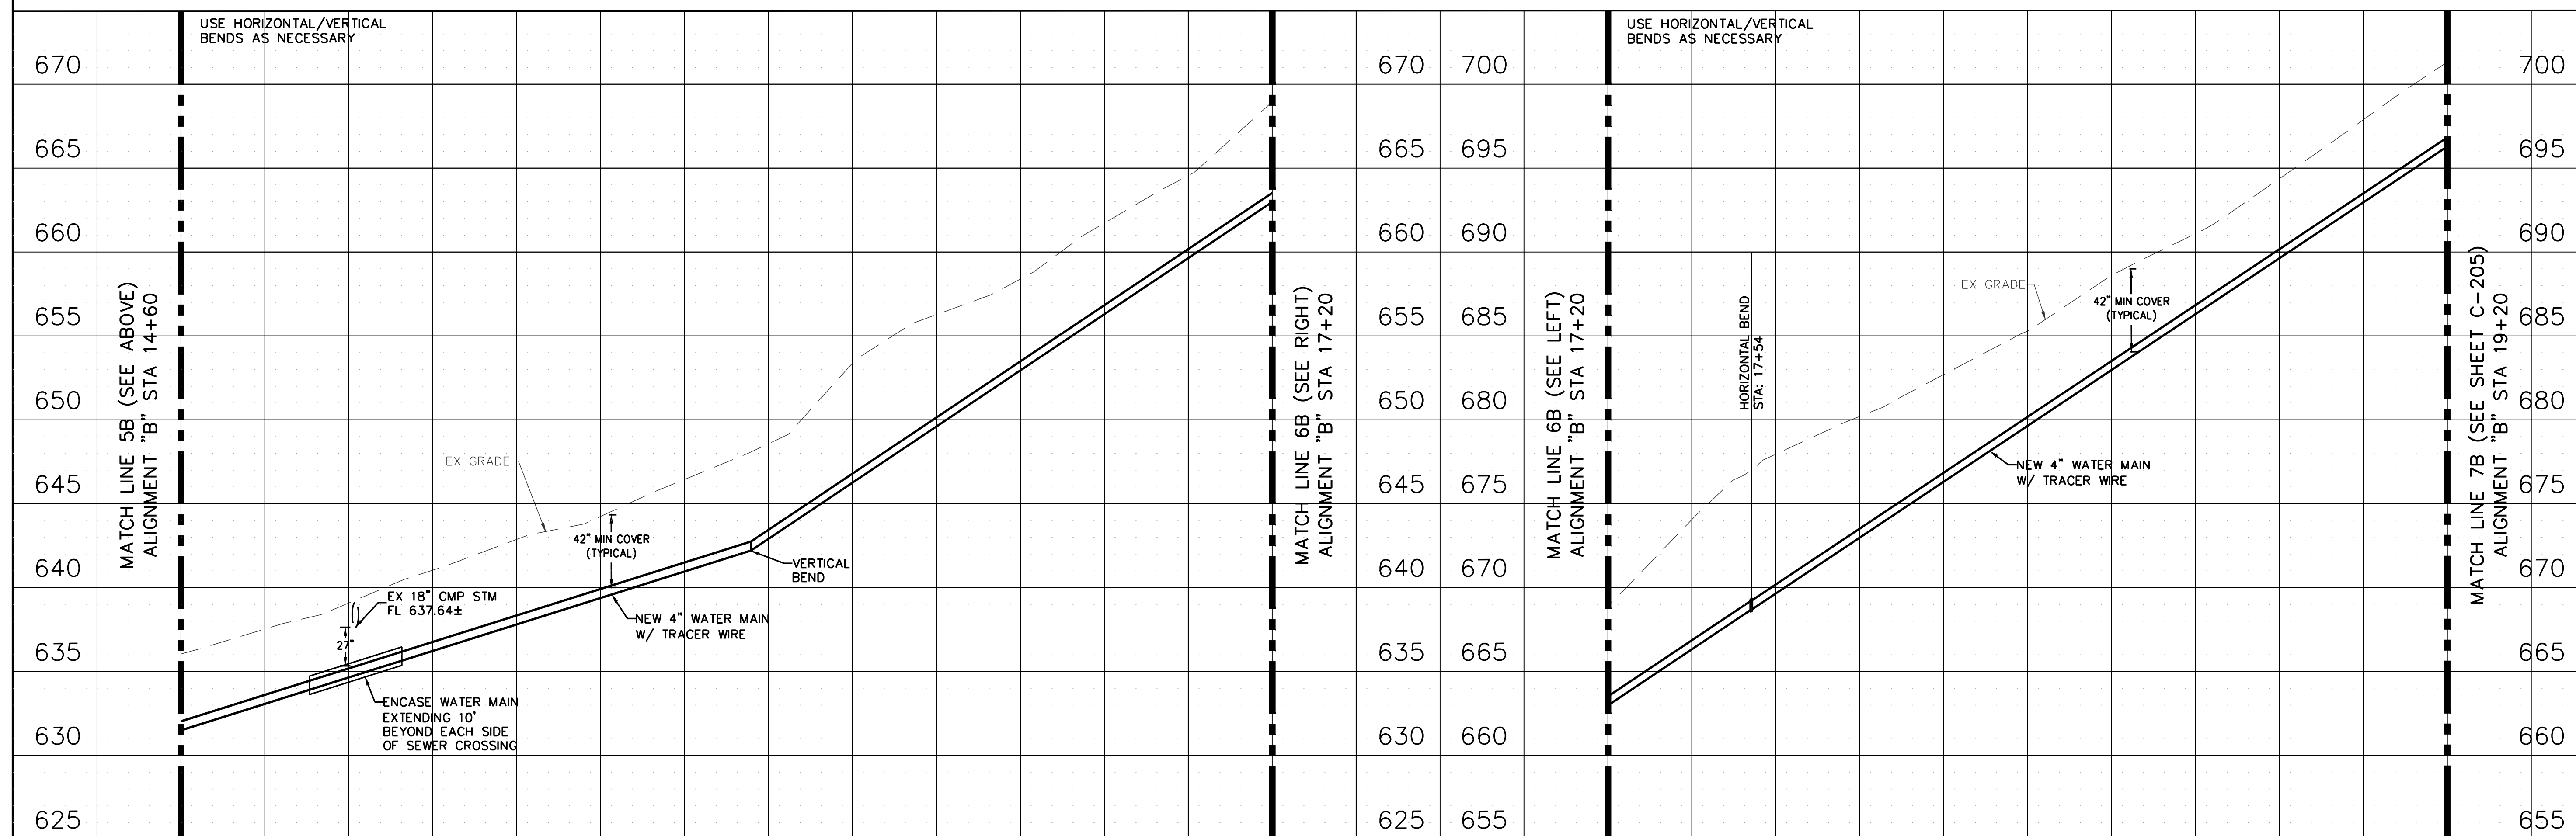 USE HORIZONTAL/VERTICAL
BENDS AS NECESSARY
670
665
660
655
650
645
640
635
630
625
MATCH LINE 5B (SEE ABOVE)
ALIGNMENT "B" STA 14+60
EX GRADE
42" MIN COVER
(TYPICAL)
EX 18" CMP STM
FL 637.64±
27"
ENCASE WATER MAIN
EXTENDING 10'
BEYOND EACH SIDE
OF SEWER CROSSING
NEW 4" WATER MAIN
W/ TRACER WIRE
VERTICAL
BEND
MATCH LINE 6B (SEE RIGHT)
ALIGNMENT "B" STA 17+20
670
665
660
655
650
645
640
635
630
625
700
695
690
685
680
675
670
665
660
655
MATCH LINE 6B (SEE LEFT)
ALIGNMENT "B" STA 17+20
USE HORIZONTAL/VERTICAL
BENDS AS NECESSARY
HORIZONTAL BEND
STA: 17+54
EX GRADE
42" MIN COVER
(TYPICAL)
NEW 4" WATER MAIN
W/ TRACER WIRE
MATCH LINE 7B (SEE SHEET C-205)
ALIGNMENT "B" STA 19+20
700
695
690
685
680
675
670
665
660
655